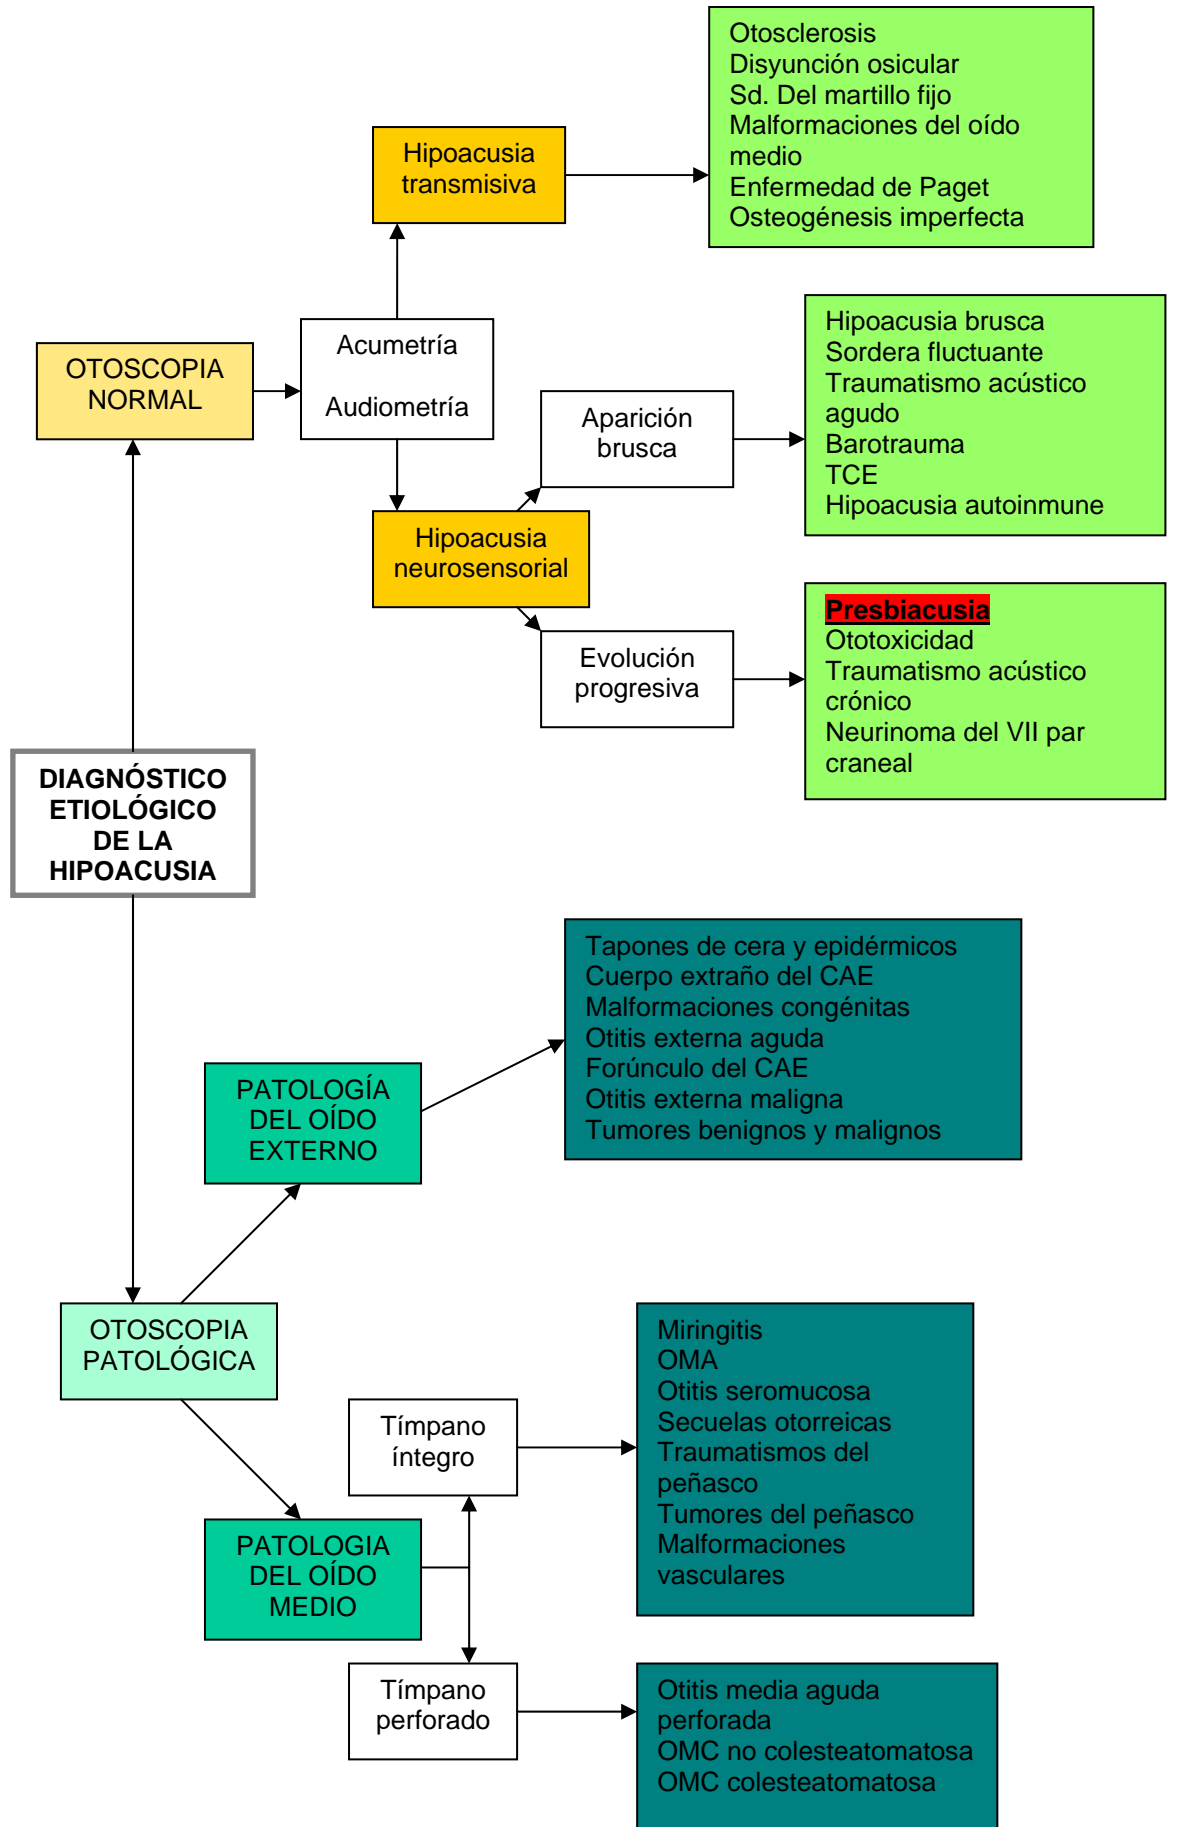 Otosclerosis
Disyunción osicular
Sd. Del martillo fijo
Malformaciones del oído
medio
Enfermedad de Paget
Osteogénesis imperfecta
Hipoacusia
transmisiva
Acumetría
Audiometría
OTOSCOPIA
NORMAL
Hipoacusia brusca
Sordera fluctuante
Traumatismo acústico
agudo
Barotrauma
TCE
Hipoacusia autoinmune
Aparición
brusca
Hipoacusia
neurosensorial
Presbiacusia
Ototoxicidad
Traumatismo acústico
crónico
Neurinoma del VII par
craneal
Evolución
progresiva
DIAGNÓSTICO
ETIOLÓGICO
DE LA
HIPOACUSIA
Tapones de cera y epidérmicos
Cuerpo extraño del CAE
Malformaciones congénitas
Otitis externa aguda
Forúnculo del CAE
Otitis externa maligna
Tumores benignos y malignos
PATOLOGÍA
DEL OÍDO
EXTERNO
OTOSCOPIA
PATOLÓGICA
Miringitis
OMA
Otitis seromucosa
Secuelas otorreicas
Traumatismos del
peñasco
Tumores del peñasco
Malformaciones
vasculares
Tímpano
íntegro
PATOLOGIA
DEL OÍDO
MEDIO
Tímpano
perforado
Otitis media aguda
perforada
OMC no colesteatomatosa
OMC colesteatomatosa